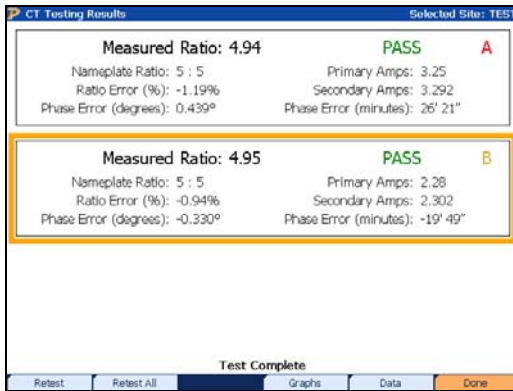 CT Testing Results Selected Site: TEST
Measured Ratio: 4.94 PASS A
Nameplate Ratio: 5 : 5 Primary Amps: 3.25
Ratio Error (%): -1.19% Secondary Amps: 3.292
Phase Error (degrees): 0.439º Phase Error (minutes): 26' 21"
Measured Ratio: 4.95 PASS B
Nameplate Ratio: 5 : 5 Primary Amps: 2.28
Ratio Error (%): -0.94% Secondary Amps: 2.302
Phase Error (degrees): -0.330º Phase Error (minutes): -19' 49"
Test Complete
Retest Retest All Graphs Data Done